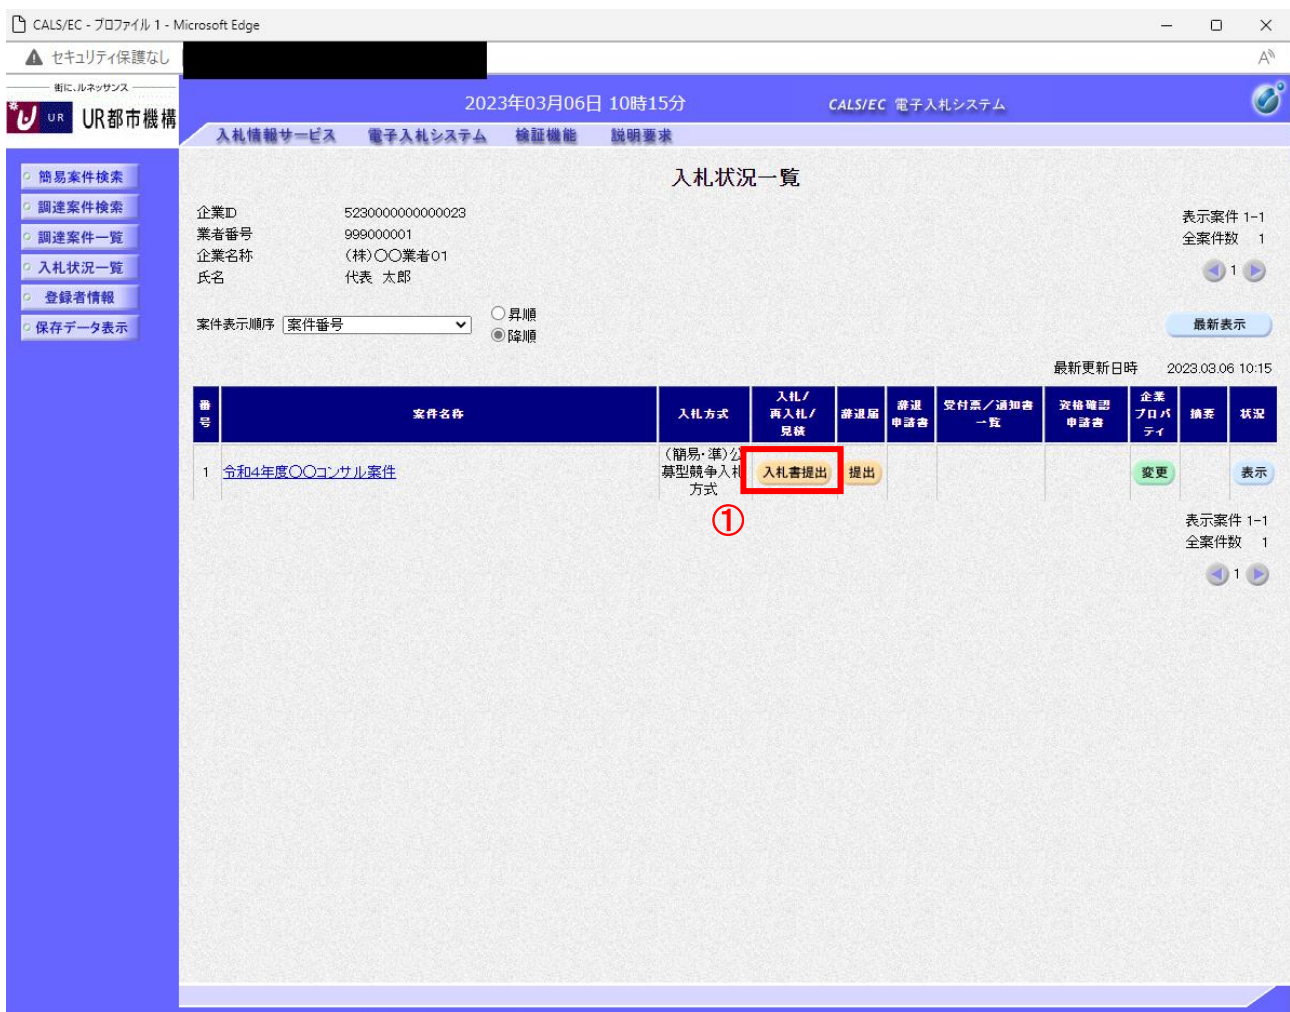 CALS/EC - プロファイル 1 - Microsoft Edge
セキュリティ保護なし
街に、ルネッサンス
UR UR都市機構
2023年03月06日 10時15分
CALS/EC 電子入札システム
入札情報サービス 電子入札システム 検証機能 説明要求
簡易案件検索
調達案件検索
調達案件一覧
入札状況一覧
登録者情報
保存データ表示
入札状況一覧
企業ID 5230000000000023
業者番号 999000001
企業名称 (株)〇〇業者01
氏名 代表 太郎
表示案件 1-1
全案件数 1
1
案件表示順序 案件番号
昇順
降順
最新表示
最新更新日時 2023.03.06 10:15
番号 案件名称 入札方式 入札/再入札/見積 辞退届 辞退申請書 受付票/通知書一覧 資格確認申請書 企業プロパティ 摘要 状況
1 令和4年度〇〇コンサル案件 (簡易・準)公募型競争入札方式 入札書提出 提出 変更 表示
①
表示案件 1-1
全案件数 1
1